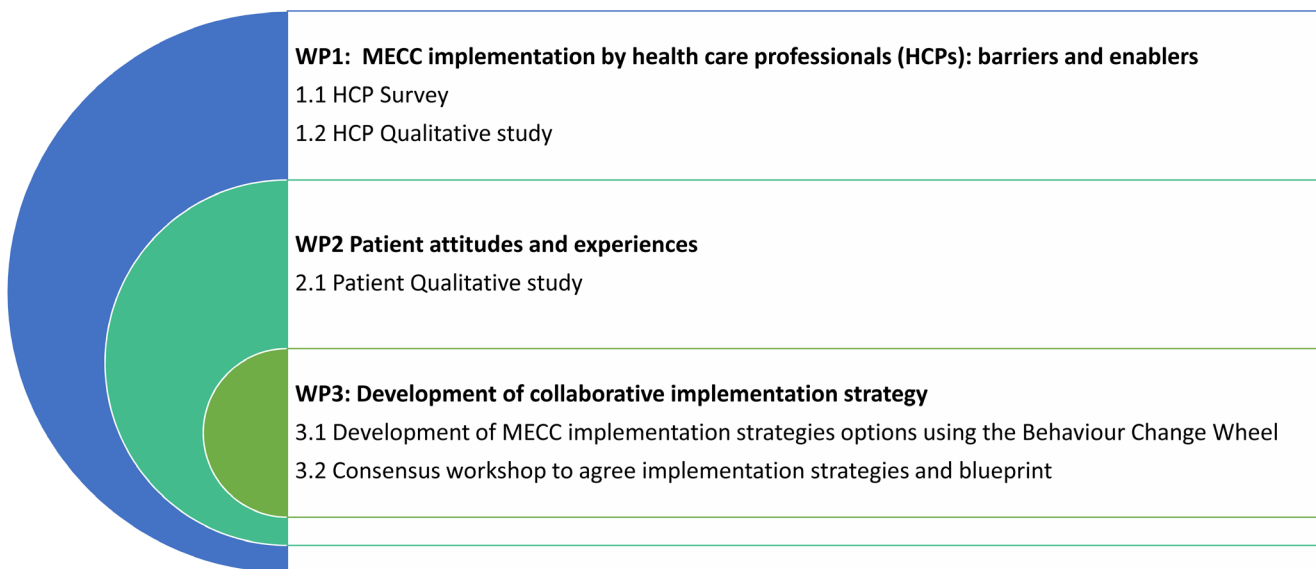 WP1:  MECC implementation by health care professionals (HCPs): barriers and enablers
1.1 HCP Survey
1.2 HCP Qualitative study
WP2 Patient attitudes and experiences
2.1 Patient Qualitative study
WP3: Development of collaborative implementation strategy
3.1 Development of MECC implementation strategies options using the Behaviour Change Wheel
3.2 Consensus workshop to agree implementation strategies and blueprint